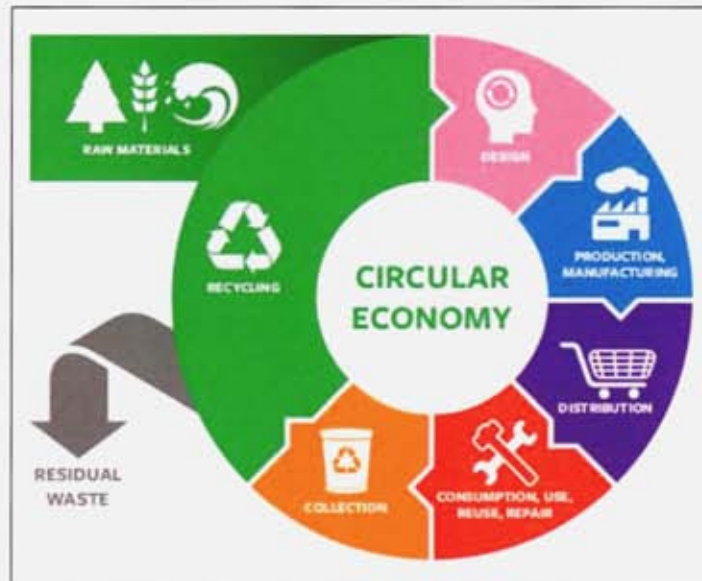 RAW MATERIALS
DESIGN
PRODUCTION,
MANUFACTURING
RECYCLING
CIRCULAR
ECONOMY
DISTRIBUTION
RESIDUAL
WASTE
COLLECTION
CONSUMPTION, USE,
REUSE, REPAIR